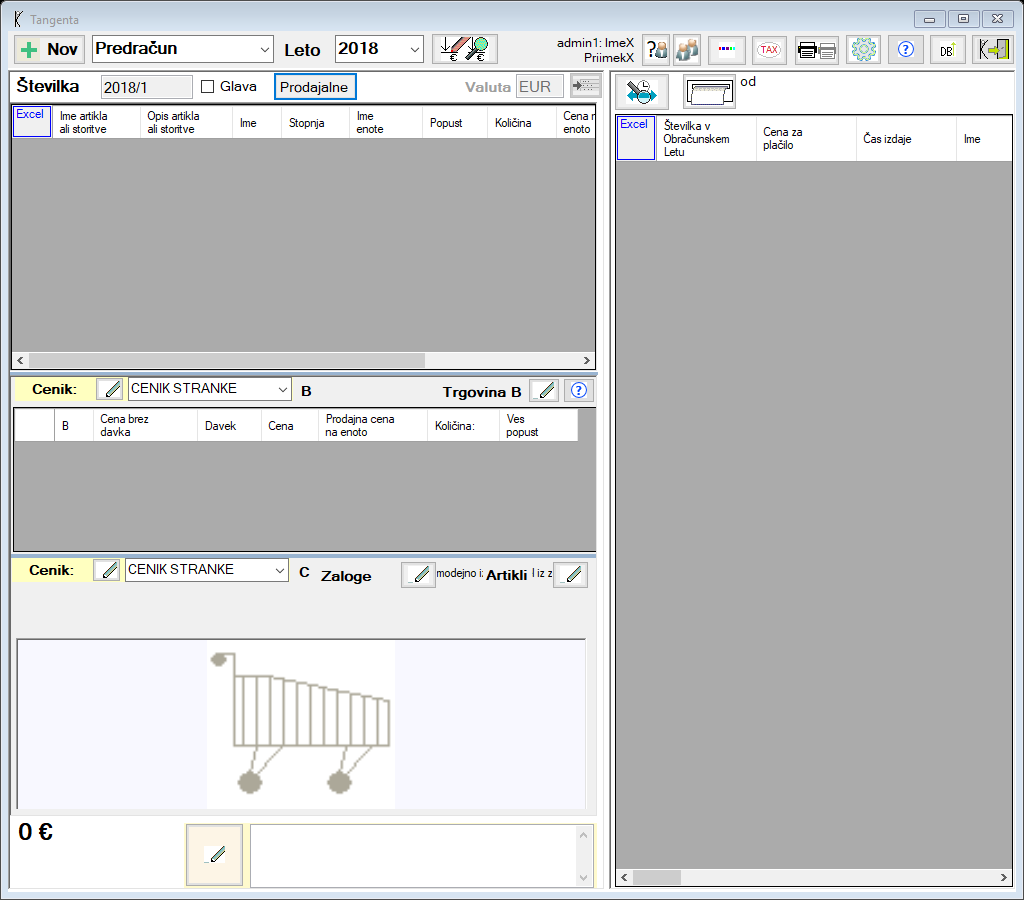 Tangenta
Nov
Predračun
Leto
2018
admin1: ImeX
PriimekX
TAX
DB
Številka
2018/1
Glava
Prodajalne
Valuta
EUR
od
Excel
Ime artikla
ali storitve
Opis artikla
ali storitve
Ime
Stopnja
Ime
enote
Popust
Količina
Cena
enoto
Excel
Številka v
Obračunskem
Letu
Cena za
plačilo
Čas izdaje
Ime
Cenik:
CENIK STRANKE
B
Trgovina B
B
Cena brez
davka
Davek
Cena
Prodajna cena
na enoto
Količina:
Ves
popust
Cenik:
CENIK STRANKE
C
Zaloge
modejno i:
Artikli
l iz z
0 €